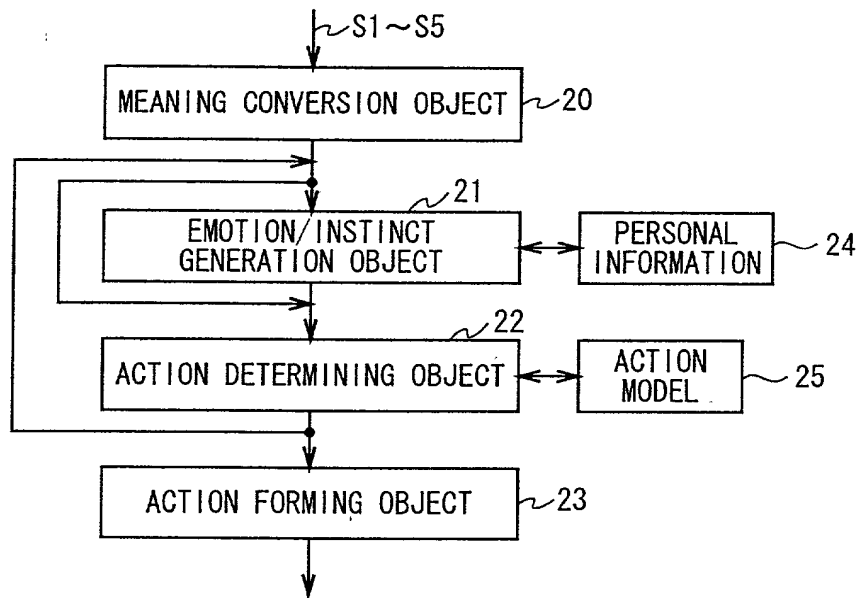 S1~S5
MEANING CONVERSION OBJECT
20
21
EMOTION/INSTINCT
GENERATION OBJECT
PERSONAL
INFORMATION
24
22
ACTION DETERMINING OBJECT
ACTION
MODEL
25
ACTION FORMING OBJECT
23